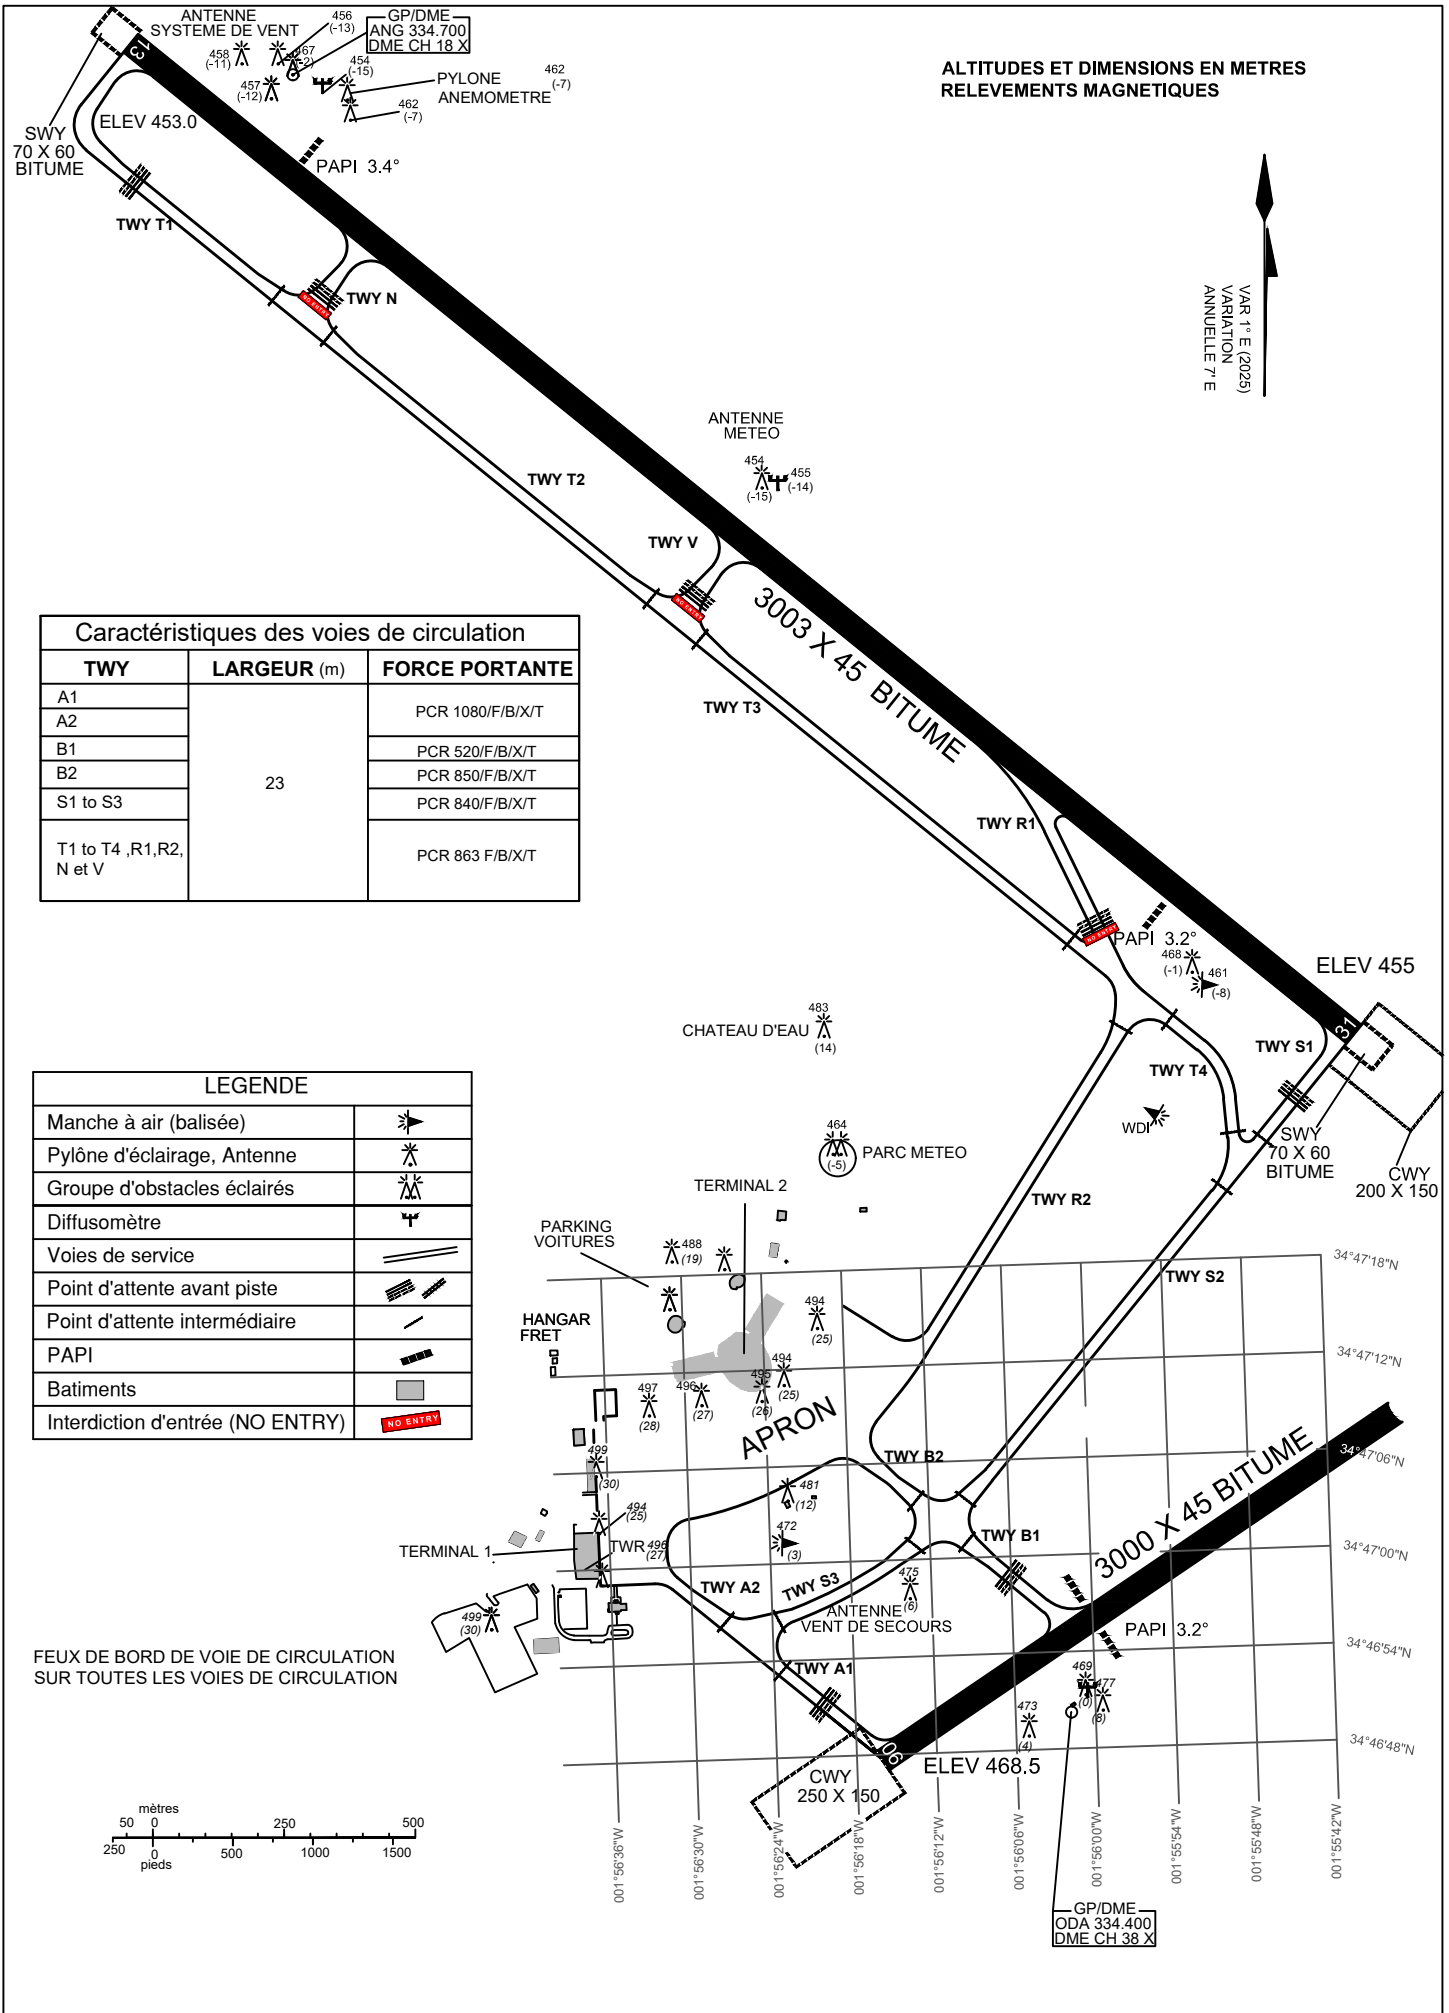 ANTENNE
SYSTEME DE VENT
456
(-13)
GP/DME
ANG 334.700
DME CH 18 X
458
(-11)
467
(-2)
454
(-15)
457
(-12)
PYLONE
ANEMOMETRE
462
(-7)
462
(-7)
ALTITUDES ET DIMENSIONS EN METRES
RELEVEMENTS MAGNETIQUES
13
SWY
70 X 60
BITUME
ELEV 453.0
PAPI 3.4°
TWY T1
NO ENTRY
TWY N
VAR 1° E (2025)
VARIATION
ANNUELLE 7' E
ANTENNE
METEO
454
(-15)
455
(-14)
TWY T2
TWY V
NO ENTRY
3003 X 45 BITUME
TWY T3
Caractéristiques des voies de circulation
TWY LARGEUR (m) FORCE PORTANTE
A1
A2
PCR 1080/F/B/X/T
B1
PCR 520/F/B/X/T
B2
PCR 850/F/B/X/T
23
S1 to S3
PCR 840/F/B/X/T
T1 to T4 ,R1,R2,
N et V
PCR 863 F/B/X/T
TWY R1
NO ENTRY
PAPI 3.2°
468
(-1)
461
(-8)
ELEV 455
31
CHATEAU D'EAU
483
(14)
TWY S1
TWY T4
WDI
SWY
70 X 60
BITUME
CWY
200 X 150
LEGENDE
Manche à air (balisée)
Pylône d'éclairage, Antenne
Groupe d'obstacles éclairés
Diffusomètre
Voies de service
Point d'attente avant piste
Point d'attente intermédiaire
PAPI
Batiments
Interdiction d'entrée (NO ENTRY)
NO ENTRY
464
(-5)
PARC METEO
TERMINAL 2
TWY R2
PARKING
VOITURES
488
(19)
TWY S2
34°47'18"N
HANGAR
FRET
494
(25)
34°47'12"N
497
(28)
496
(27)
495
(26)
494
(25)
APRON
TWY B2
34°47'06"N
499
(30)
481
(12)
494
(25)
472
(3)
TWY B1
3000 X 45 BITUME
TERMINAL 1
TWR
496
(27)
34°47'00"N
TWY A2
TWY S3
475
(6)
ANTENNE
VENT DE SECOURS
499
(30)
PAPI 3.2°
34°46'54"N
FEUX DE BORD DE VOIE DE CIRCULATION
SUR TOUTES LES VOIES DE CIRCULATION
TWY A1
469
(0)
477
(8)
473
(4)
34°46'48"N
06
ELEV 468.5
CWY
250 X 150
mètres
50 0 250 500
250 0 500 1000 1500
pieds
001°56'36"W
001°56'30"W
001°56'24"W
001°56'18"W
001°56'12"W
001°56'06"W
001°56'00"W
001°55'54"W
001°55'48"W
001°55'42"W
GP/DME
ODA 334.400
DME CH 38 X